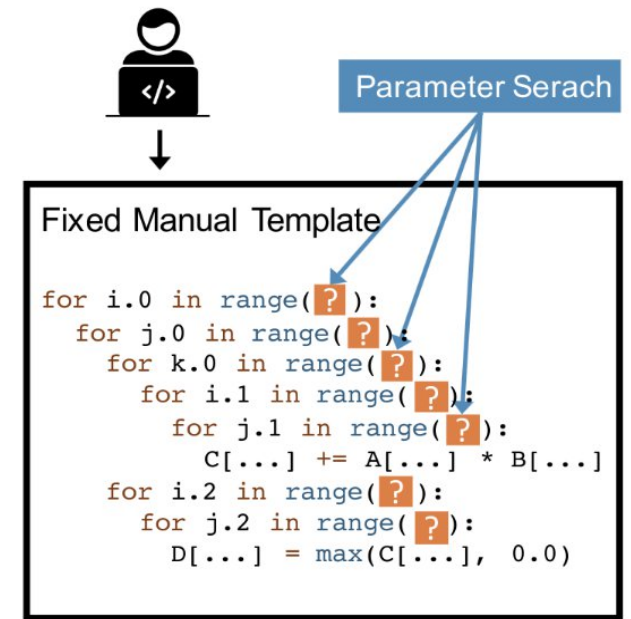 </>
Parameter Serach
Fixed Manual Template
for i.0 in range(?):
for j.0 in range(?):
for k.0 in range(?):
for i.1 in range(?):
for j.1 in range(?):
C[...] += A[...] * B[...]
for i.2 in range(?):
for j.2 in range(?):
D[...] = max(C[...], 0.0)